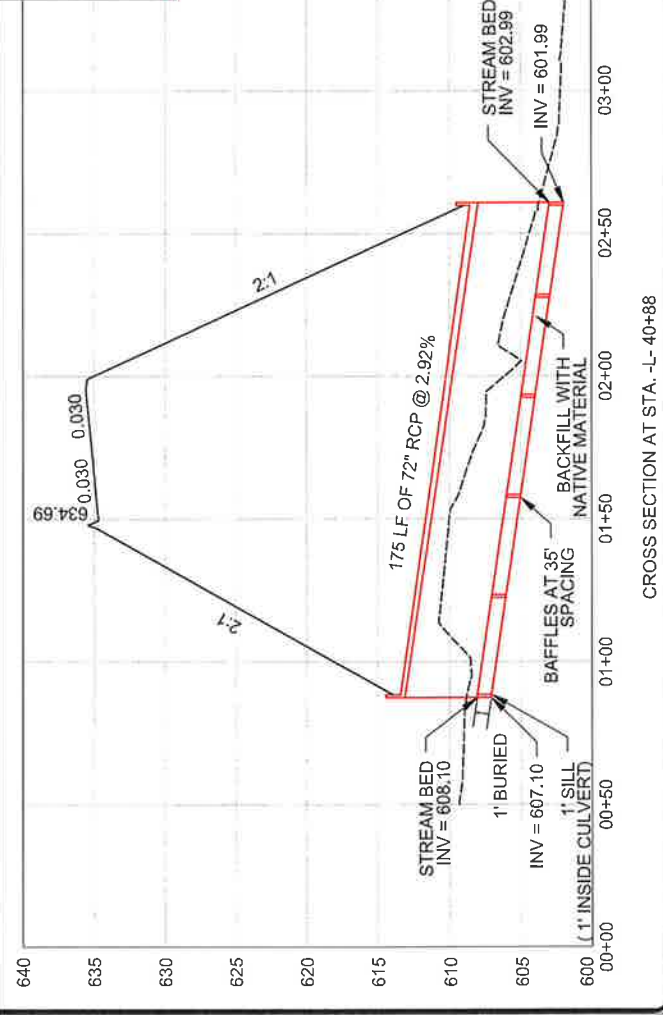 640
635
630
625
620
615
610
605
600
00+00
00+50
01+00
01+50
02+00
02+50
03+00
634.69
0.030
0.030
2:1
2:1
175 LF OF 72" RCP @ 2.92%
STREAM BED
INV = 608.10
1' BURIED
INV = 607.10
1' SILL
( 1' INSIDE CULVERT)
BAFFLES AT 35'
SPACING
BACKFILL WITH
NATIVE MATERIAL
STREAM BED
INV = 602.99
INV = 601.99
CROSS SECTION AT STA. -L- 40+88